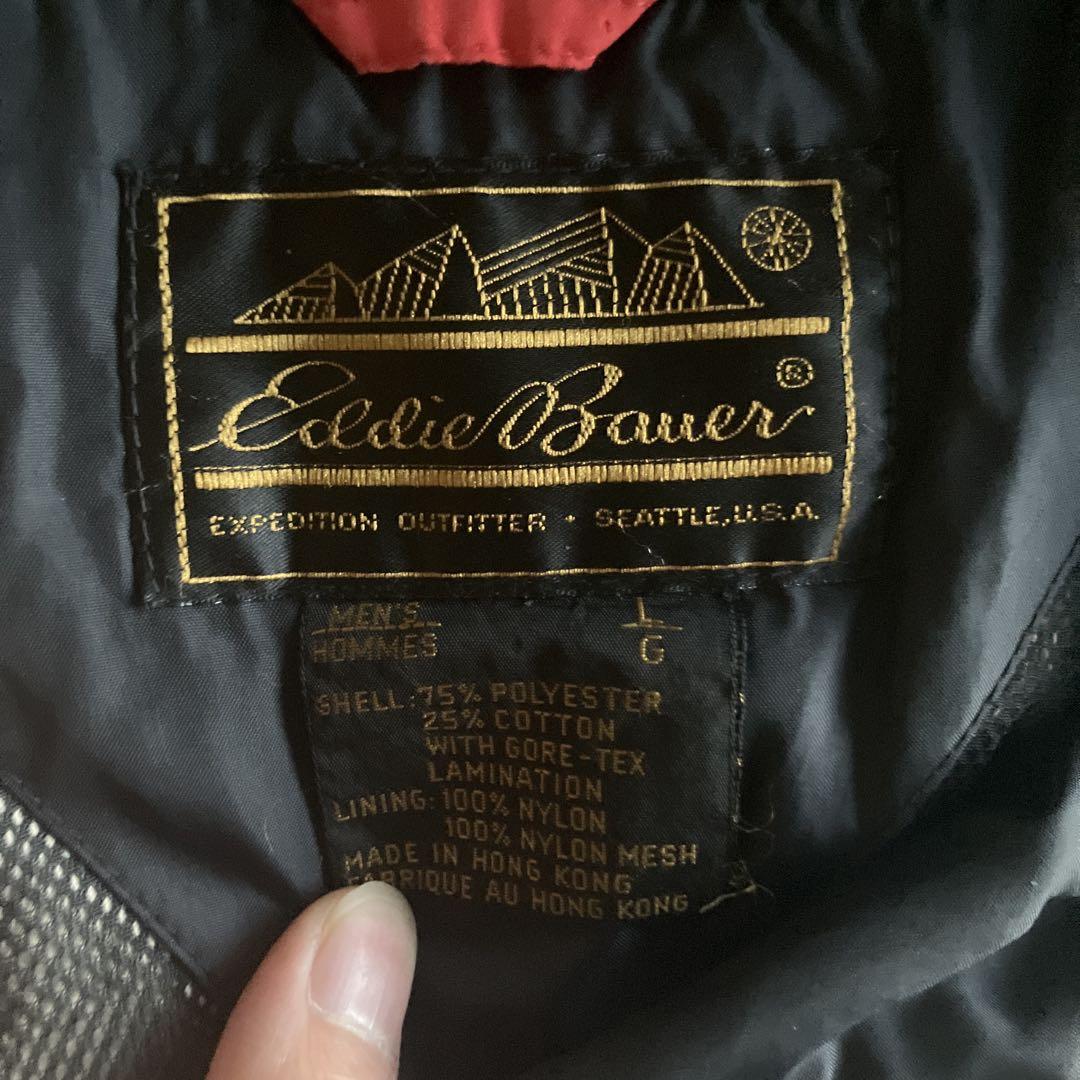 Eddie Bauer ®
EXPEDITION OUTFITTER • SEATTLE, U.S.A.
MEN'S L
HOMMES G
SHELL: 75% POLYESTER
25% COTTON
WITH GORE-TEX
LAMINATION
LINING: 100% NYLON
100% NYLON MESH
MADE IN HONG KONG
FABRIQUE AU HONG KONG